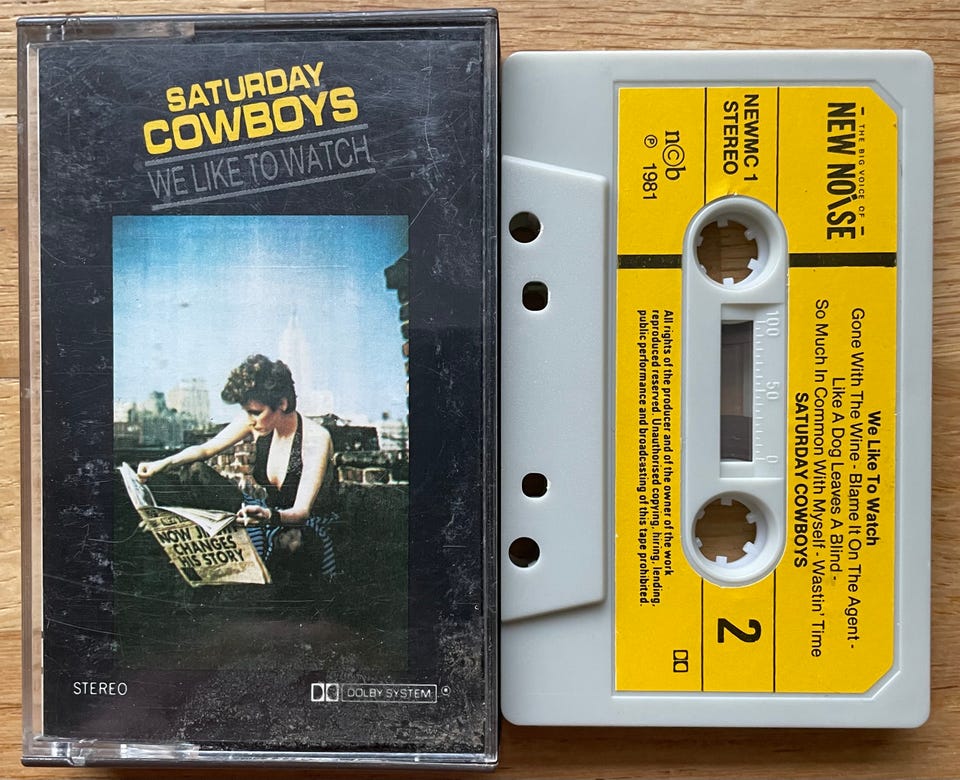 SATURDAY
COWBOYS
WE LIKE TO WATCH
CHANGES
HIS STORY
STEREO
DOLBY SYSTEM
- THE BIG VOICE OF -
NEW NOISE
NEWMC 1
STEREO
n©b
℗ 1981
We Like To Watch
Gone With The Wine - Blame It On The Agent -
Like A Dog Leaves A Blind -
So Much In Common With Myself - Wastin' Time
SATURDAY COWBOYS
100 50 0
2
All rights of the producer and of the owner of the work
reproduced reserved. Unauthorised copying, hiring, lending,
public performance and broadcasting of this tape prohibited.